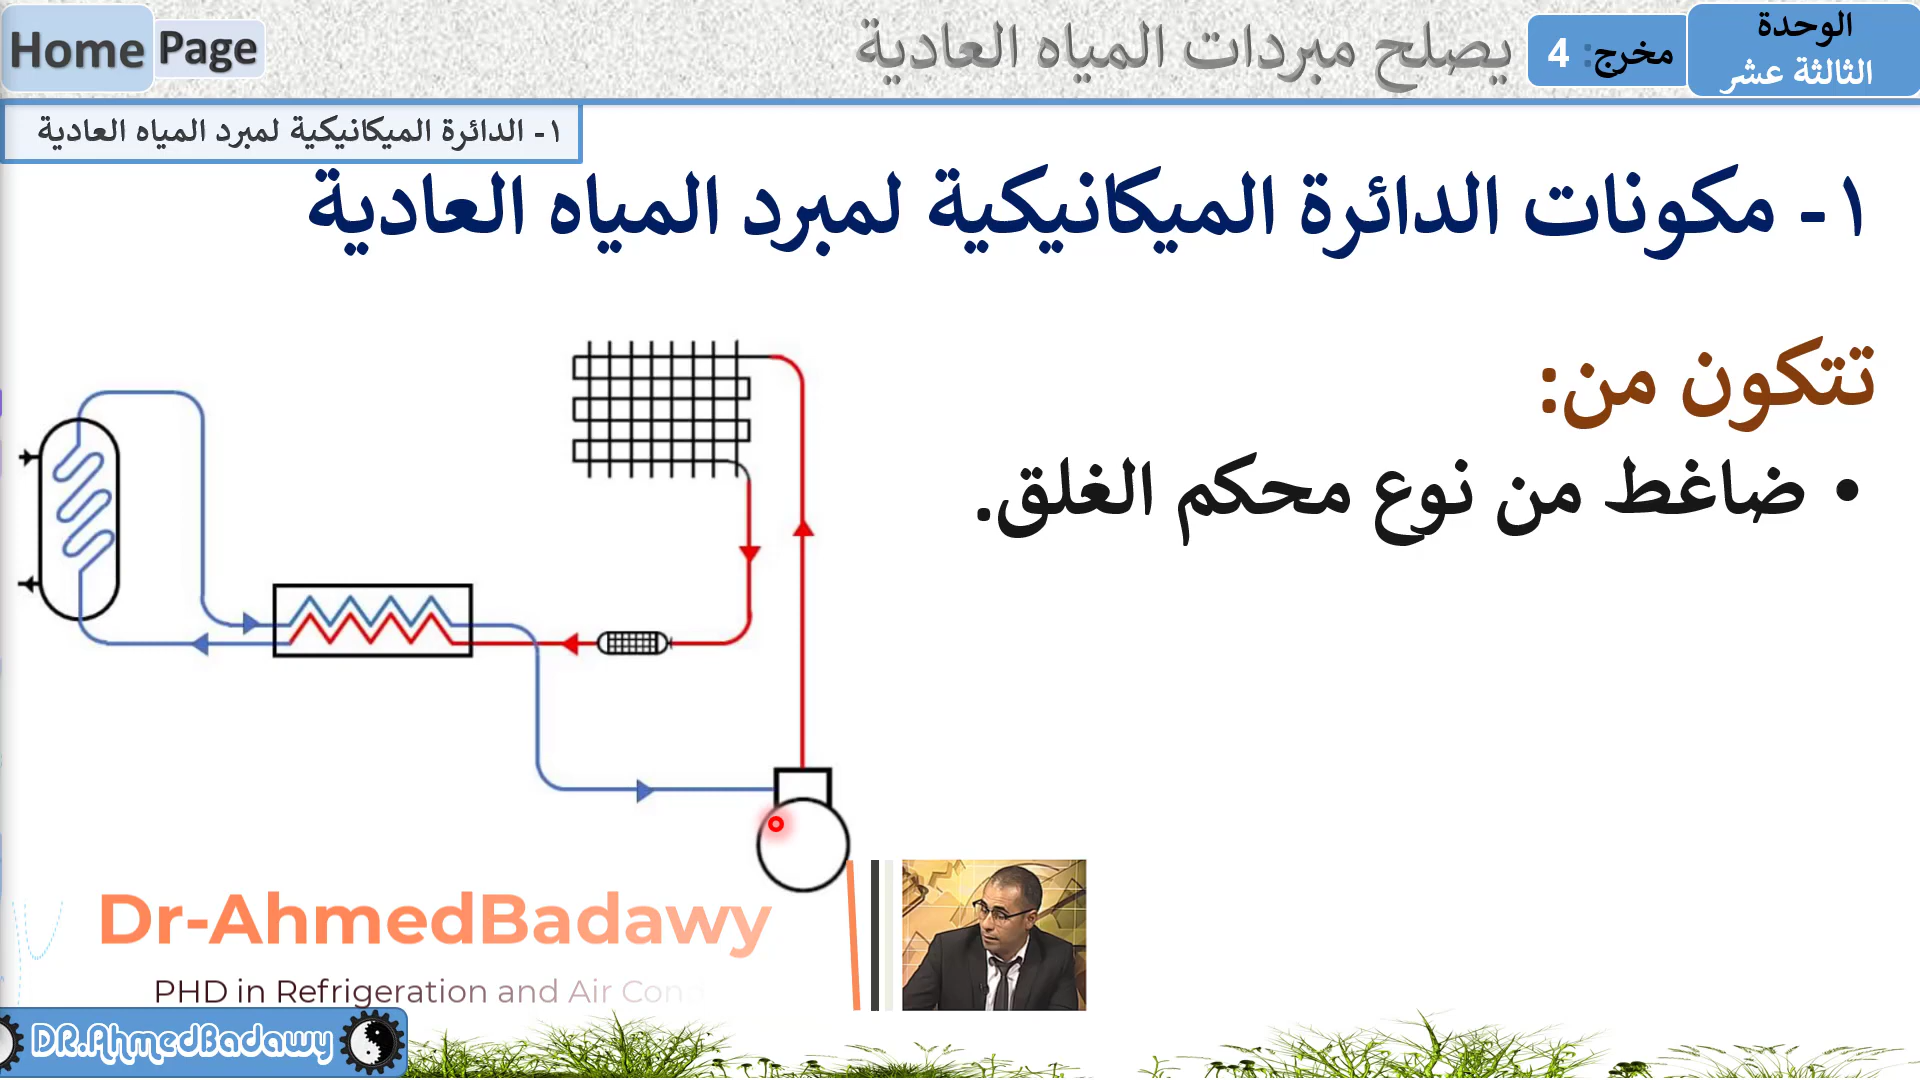 Home Page
يصلح مبردات المياه العادية
مخرج: 4
الوحدة
الثالثة عشر
١- الدائرة الميكانيكية لمبرد المياه العادية
١- مكونات الدائرة الميكانيكية لمبرد المياه العادية
تتكون من:
• ضاغط من نوع محكم الغلق.
Dr-AhmedBadawy
PHD in Refrigeration and Air Cond
DR.AhmedBadawy